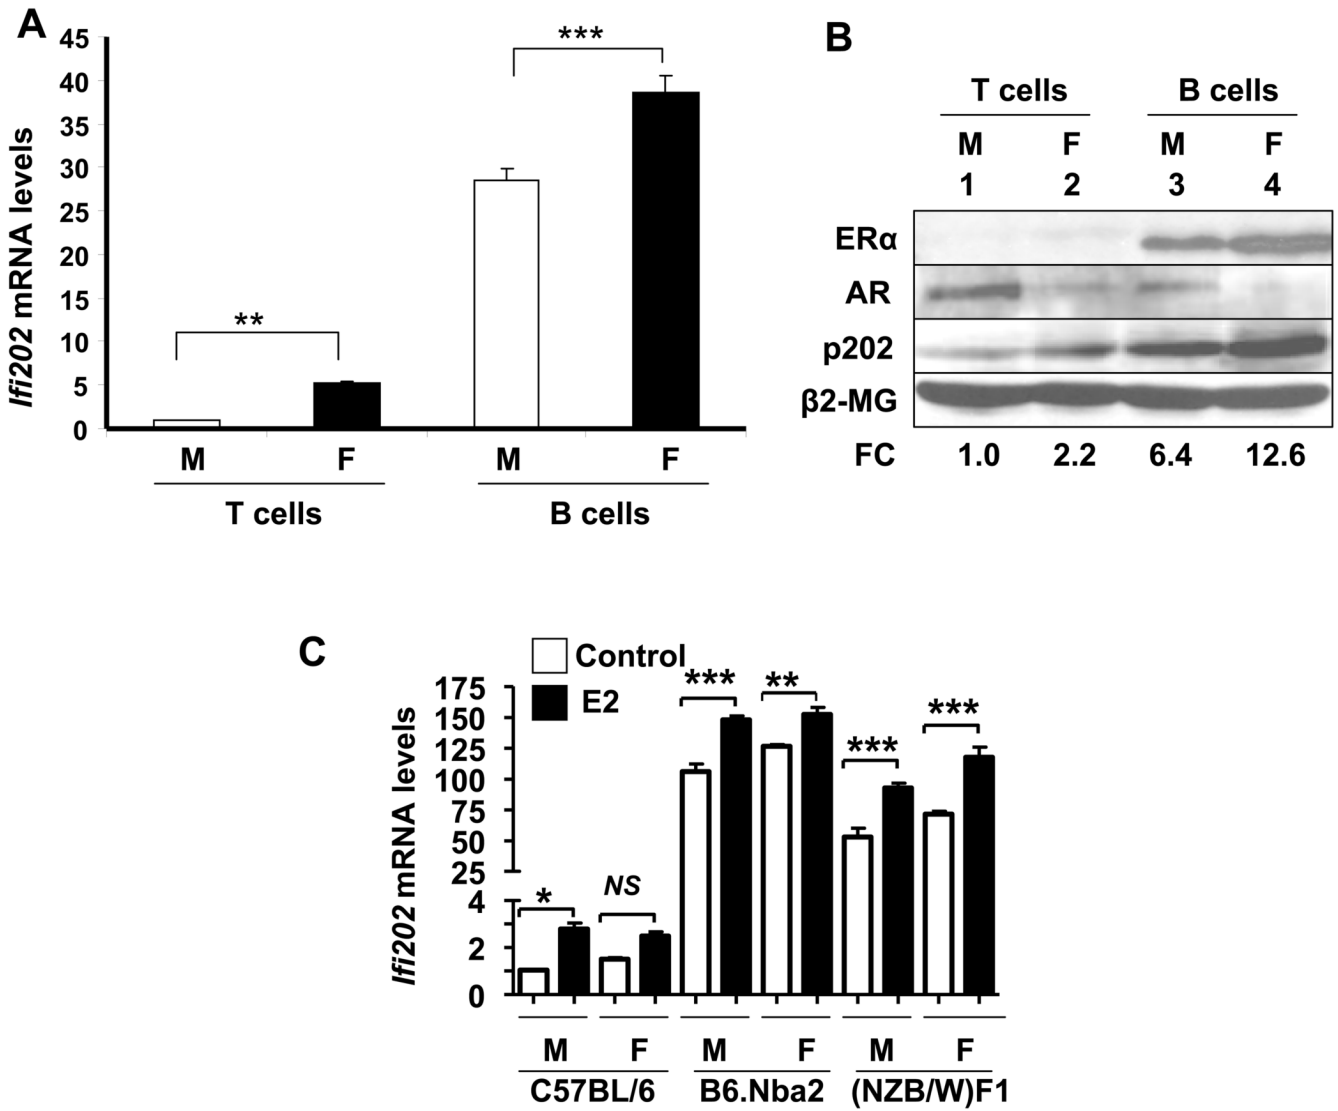 A
45
40
35
30
25
20
15
10
5
0
Ifi202 mRNA levels
**
***
M F M F
T cells B cells
B
T cells B cells
M F M F
1 2 3 4
ERα
AR
p202
β2-MG
FC 1.0 2.2 6.4 12.6
C
Control
E2
175
150
125
100
75
50
25
4
2
0
Ifi202 mRNA levels
* NS *** ** *** ***
M F M F M F
C57BL/6 B6.Nba2 (NZB/W)F1